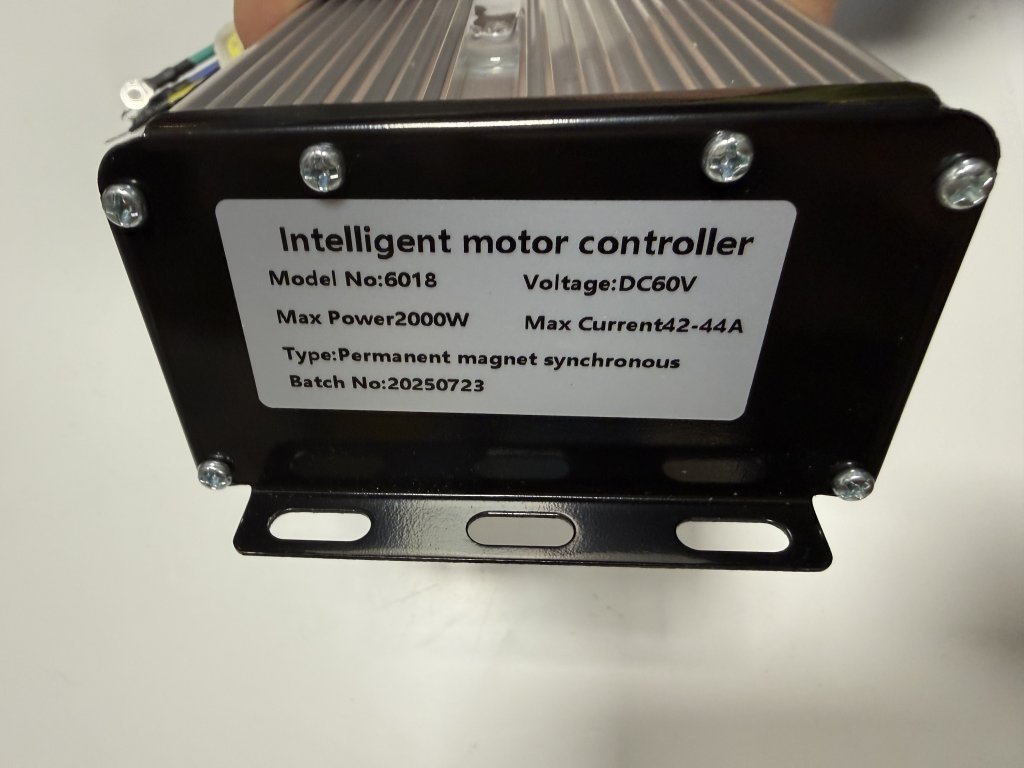 Intelligent motor controller
Model No:6018 Voltage:DC60V
Max Power2000W Max Current42-44A
Type:Permanent magnet synchronous
Batch No:20250723